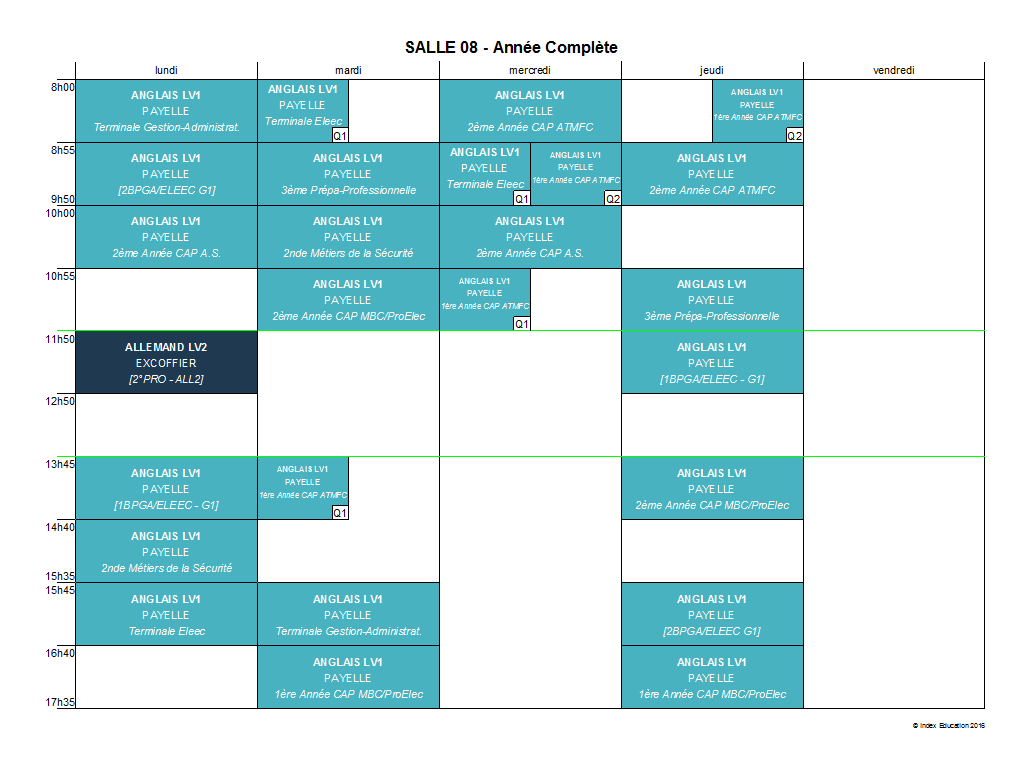 SALLE 08 - Année Complète
lundi
mardi
mercredi
jeudi
vendredi
8h00
ANGLAIS LV1
PAYELLE
Terminale Gestion-Administrat.
ANGLAIS LV1
PAYELLE
Terminale Eleec
Q1
ANGLAIS LV1
PAYELLE
2ème Année CAP ATMFC
ANGLAIS LV1
PAYELLE
1ère Année CAP ATMFC
Q2
8h55
ANGLAIS LV1
PAYELLE
[2BPGA/ELEEC G1]
ANGLAIS LV1
PAYELLE
3ème Prépa-Professionnelle
ANGLAIS LV1
PAYELLE
Terminale Eleec
Q1
ANGLAIS LV1
PAYELLE
1ère Année CAP ATMFC
Q2
ANGLAIS LV1
PAYELLE
2ème Année CAP ATMFC
9h50
10h00
ANGLAIS LV1
PAYELLE
2ème Année CAP A.S.
ANGLAIS LV1
PAYELLE
2nde Métiers de la Sécurité
ANGLAIS LV1
PAYELLE
2ème Année CAP A.S.
10h55
ANGLAIS LV1
PAYELLE
2ème Année CAP MBC/ProElec
ANGLAIS LV1
PAYELLE
1ère Année CAP ATMFC
Q1
ANGLAIS LV1
PAYELLE
3ème Prépa-Professionnelle
11h50
ALLEMAND LV2
EXCOFFIER
[2°PRO - ALL2]
ANGLAIS LV1
PAYELLE
[1BPGA/ELEEC - G1]
12h50
13h45
ANGLAIS LV1
PAYELLE
[1BPGA/ELEEC - G1]
ANGLAIS LV1
PAYELLE
1ère Année CAP ATMFC
Q1
ANGLAIS LV1
PAYELLE
2ème Année CAP MBC/ProElec
14h40
ANGLAIS LV1
PAYELLE
2nde Métiers de la Sécurité
15h35
15h45
ANGLAIS LV1
PAYELLE
Terminale Eleec
ANGLAIS LV1
PAYELLE
Terminale Gestion-Administrat.
ANGLAIS LV1
PAYELLE
[2BPGA/ELEEC G1]
16h40
ANGLAIS LV1
PAYELLE
1ère Année CAP MBC/ProElec
ANGLAIS LV1
PAYELLE
1ère Année CAP MBC/ProElec
17h35
© Index Education 2016